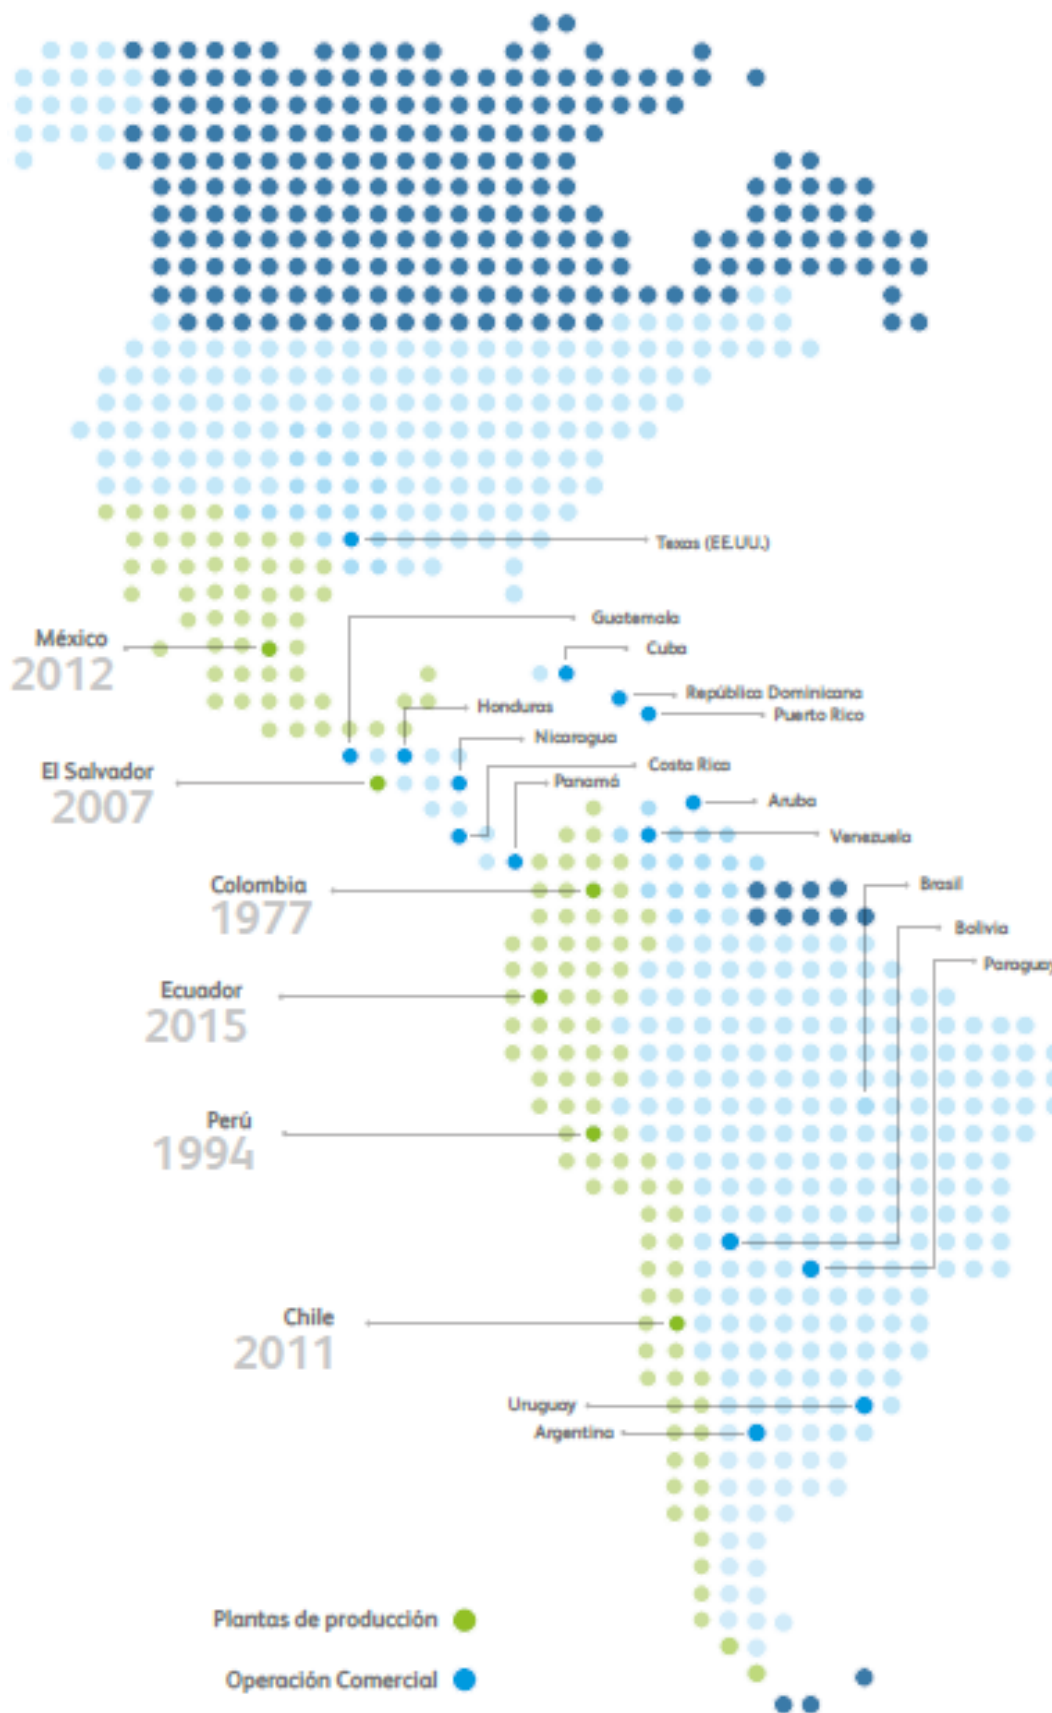 Texas (EE.UU.)
Guatemala
México
2012
Cuba
República Dominicana
Honduras
Puerto Rico
Nicaragua
Costa Rica
El Salvador
2007
Panamá
Aruba
Venezuela
Colombia
1977
Brasil
Bolivia
Paraguay
Ecuador
2015
Perú
1994
Chile
2011
Uruguay
Argentina
Plantas de producción
Operación Comercial